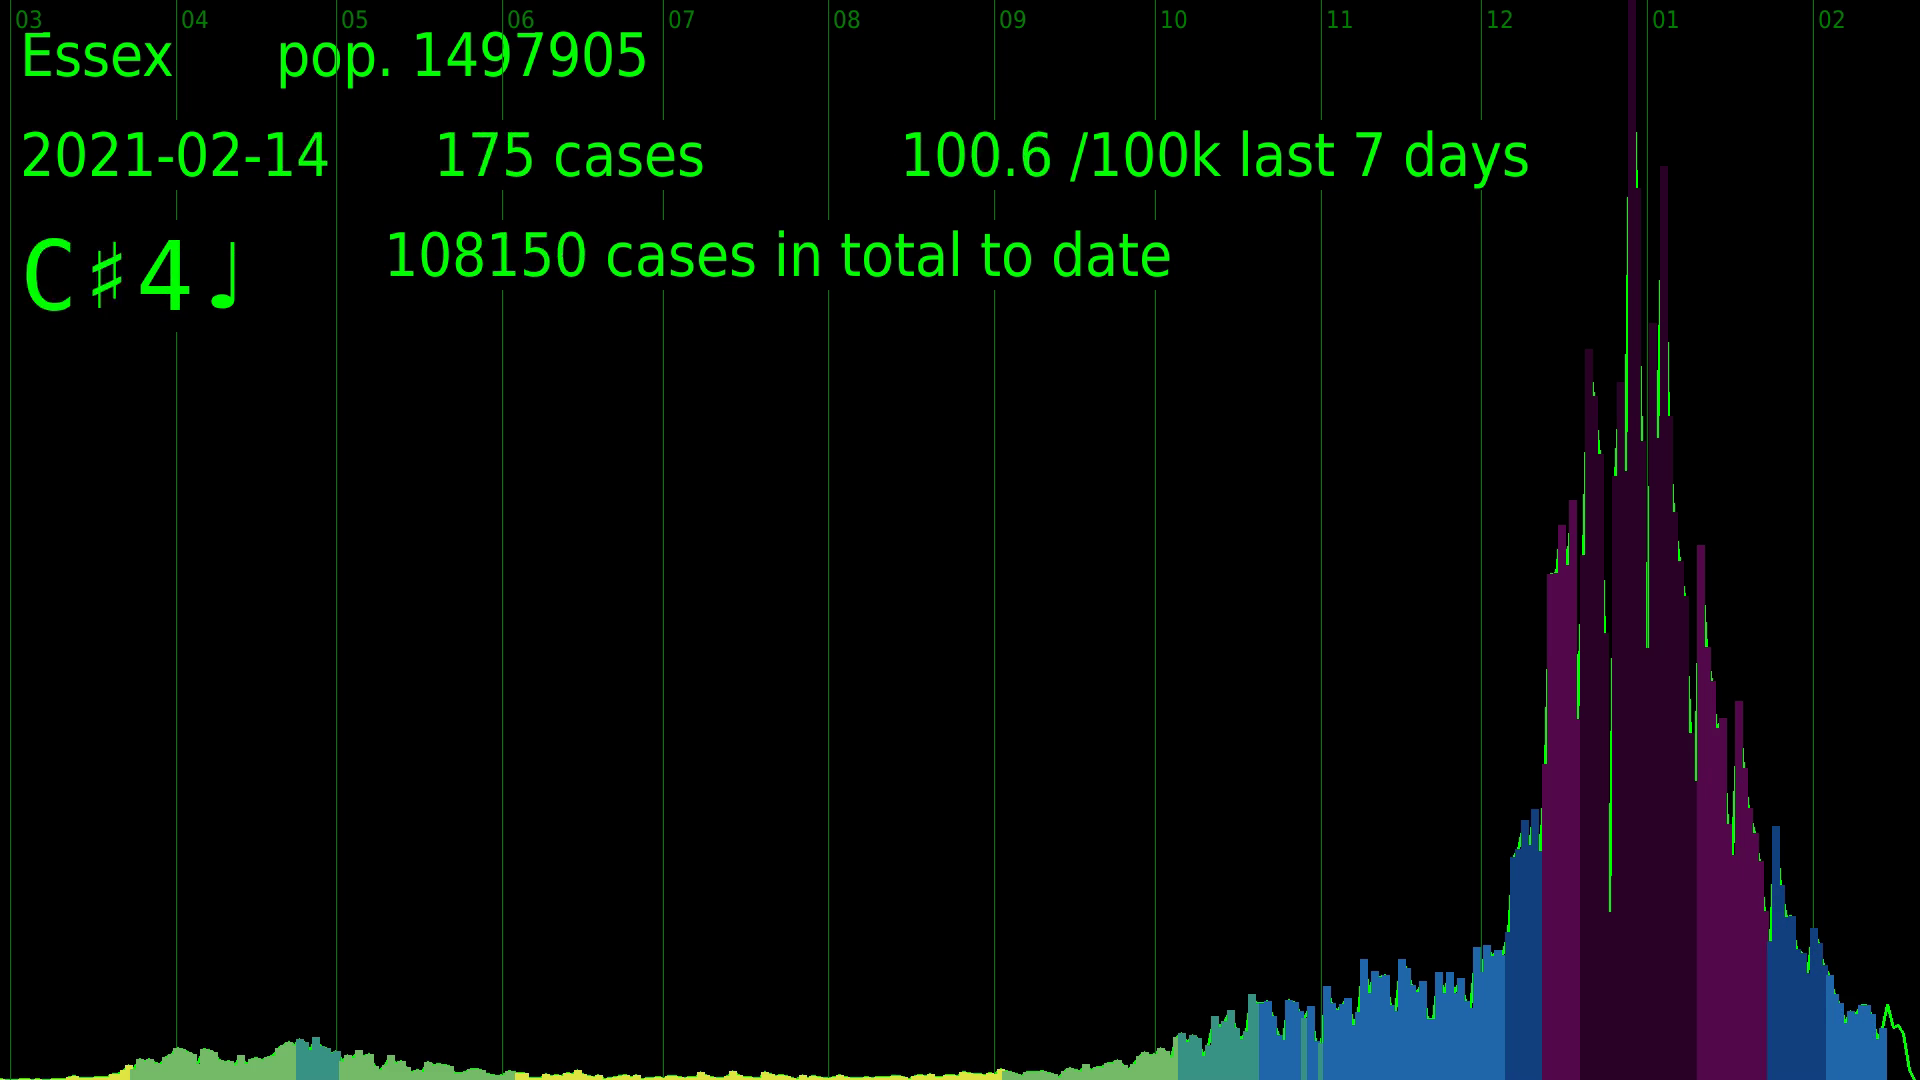 03 04 05 06 07 08 09 10 11 12 01 02
Essex pop. 1497905
2021-02-14 175 cases 100.6 /100k last 7 days
C♯4♩ 108150 cases in total to date